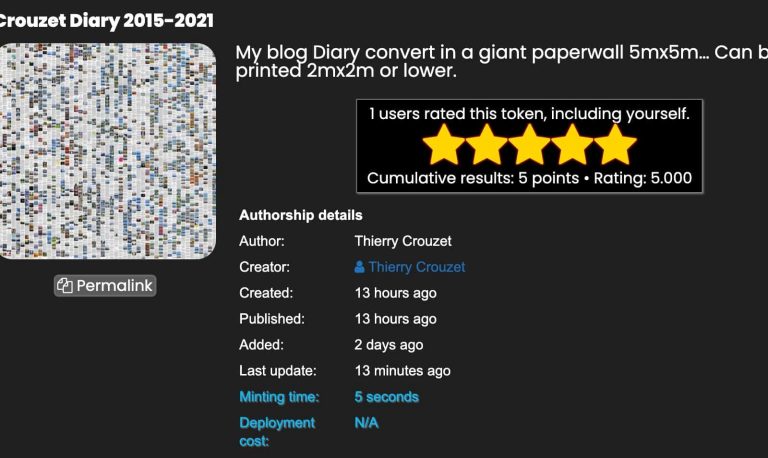 Crouzet Diary 2015-2021
My blog Diary convert in a giant paperwall 5mx5m... Can b
printed 2mx2m or lower.
1 users rated this token, including yourself.
Cumulative results: 5 points • Rating: 5.000
Permalink
Authorship details
Author: Thierry Crouzet
Creator: Thierry Crouzet
Created: 13 hours ago
Published: 13 hours ago
Added: 2 days ago
Last update: 13 minutes ago
Minting time: 5 seconds
Deployment N/A
cost: